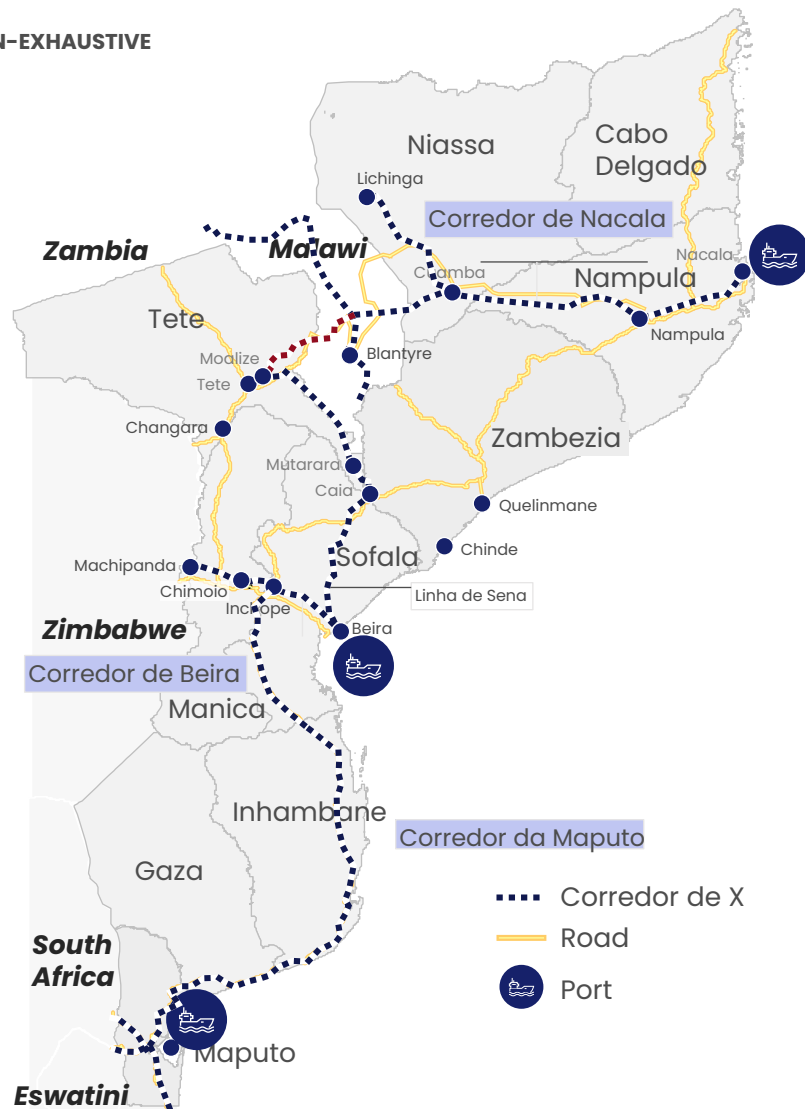 N-EXHAUSTIVE
Niassa
Cabo
Delgado
Lichinga
Corredor de Nacala
Zambia
Malawi
Nacala
Cuamba
Nampula
Tete
Nampula
Moatize
Blantyre
Tete
Changara
Zambezia
Mutarara
Caia
Quelinmane
Sofala
Chinde
Machipanda
Chimoio
Linha de Sena
Inchope
Zimbabwe
Beira
Corredor de Beira
Manica
Inhambane
Corredor da Maputo
Gaza
Corredor de X
South
Africa
Road
Port
Maputo
Eswatini